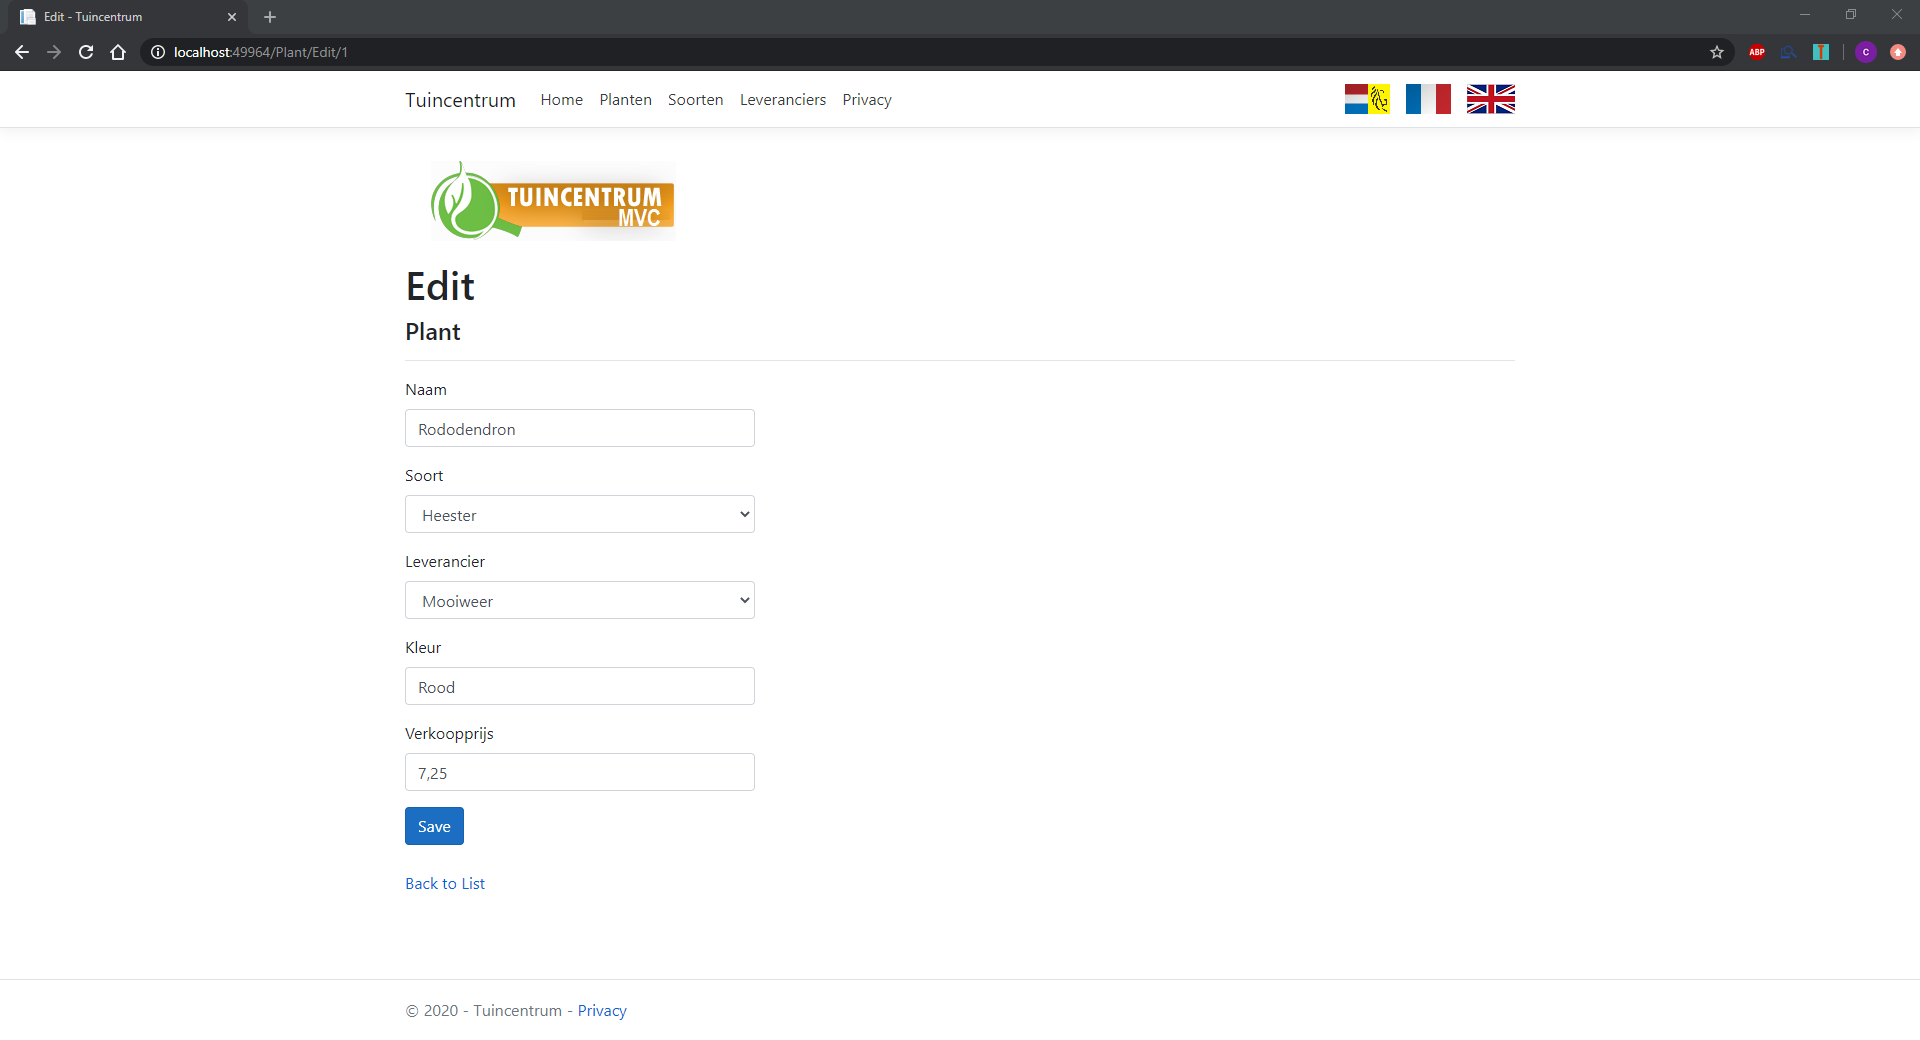 Edit - Tuincentrum
localhost:49964/Plant/Edit/1
ABP
C
Tuincentrum Home Planten Soorten Leveranciers Privacy
TUINCENTRUM
MVC
Edit
Plant
Naam
Rododendron
Soort
Heester
Leverancier
Mooiweer
Kleur
Rood
Verkoopprijs
7,25
Save
Back to List
© 2020 - Tuincentrum - Privacy